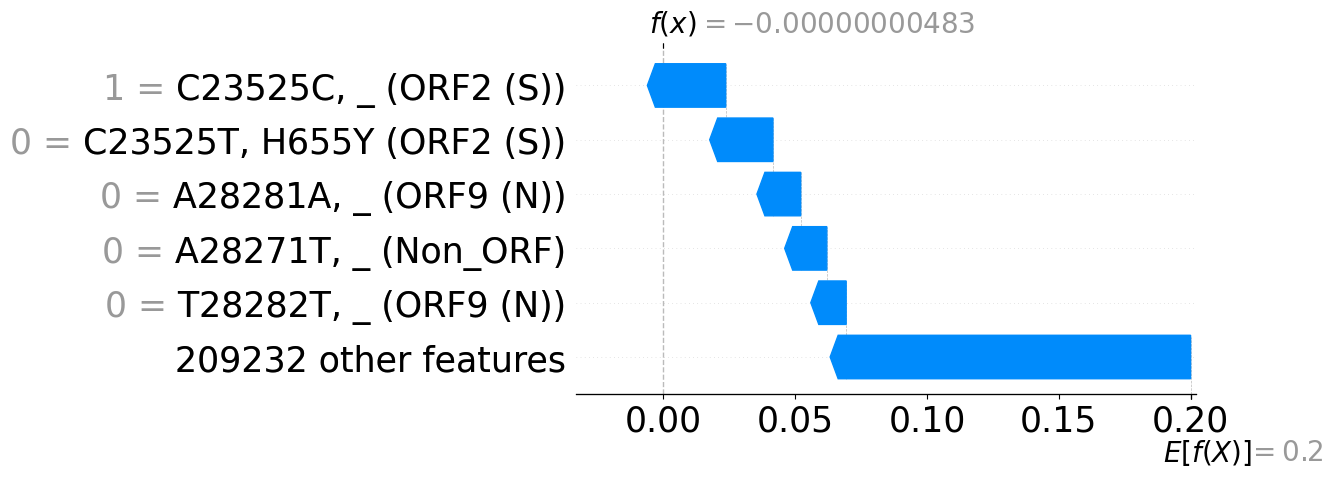 f(x) = −0.00000000483
1 = C23525C, _ (ORF2 (S))
0 = C23525T, H655Y (ORF2 (S))
0 = A28281A, _ (ORF9 (N))
0 = A28271T, _ (Non_ORF)
0 = T28282T, _ (ORF9 (N))
209232 other features
0.00 0.05 0.10 0.15 0.20
E[f(X)] = 0.2